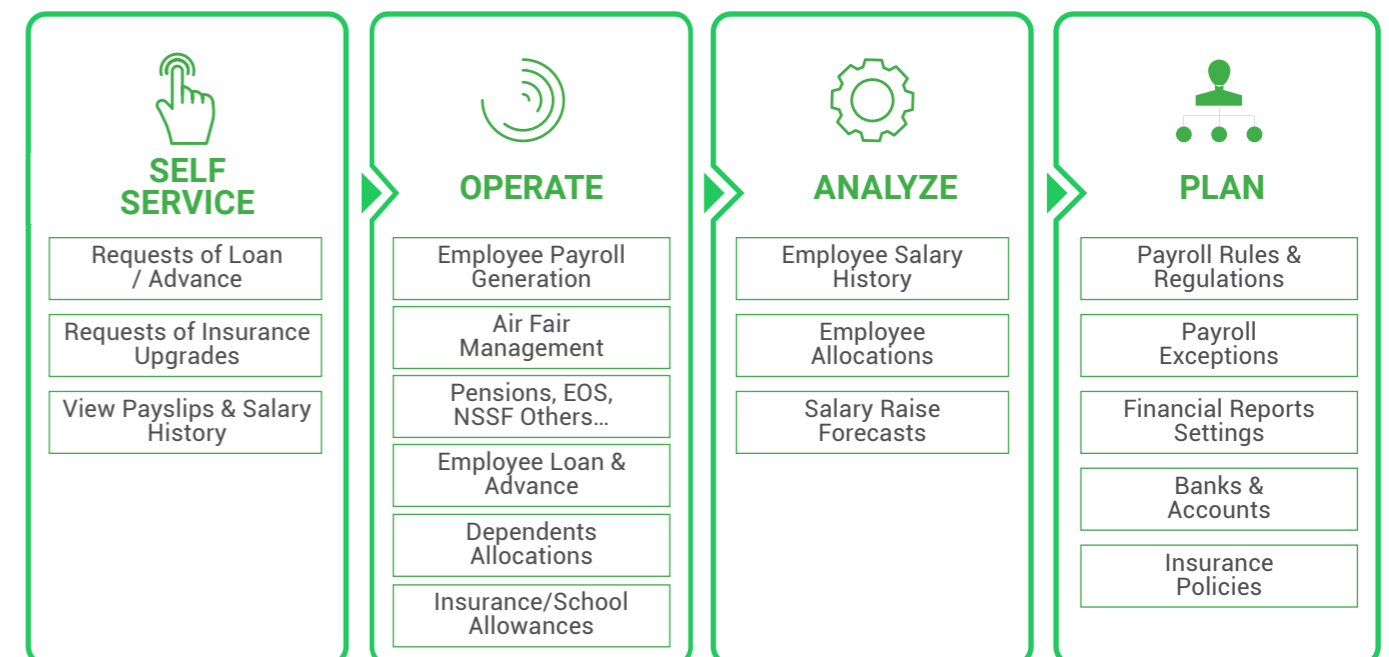 SELF
SERVICE
Requests of Loan
/ Advance
Requests of Insurance
Upgrades
View Payslips & Salary
History
OPERATE
Employee Payroll
Generation
Air Fair
Management
Pensions, EOS,
NSSF Others...
Employee Loan &
Advance
Dependents
Allocations
Insurance/School
Allowances
ANALYZE
Employee Salary
History
Employee
Allocations
Salary Raise
Forecasts
PLAN
Payroll Rules &
Regulations
Payroll
Exceptions
Financial Reports
Settings
Banks &
Accounts
Insurance
Policies